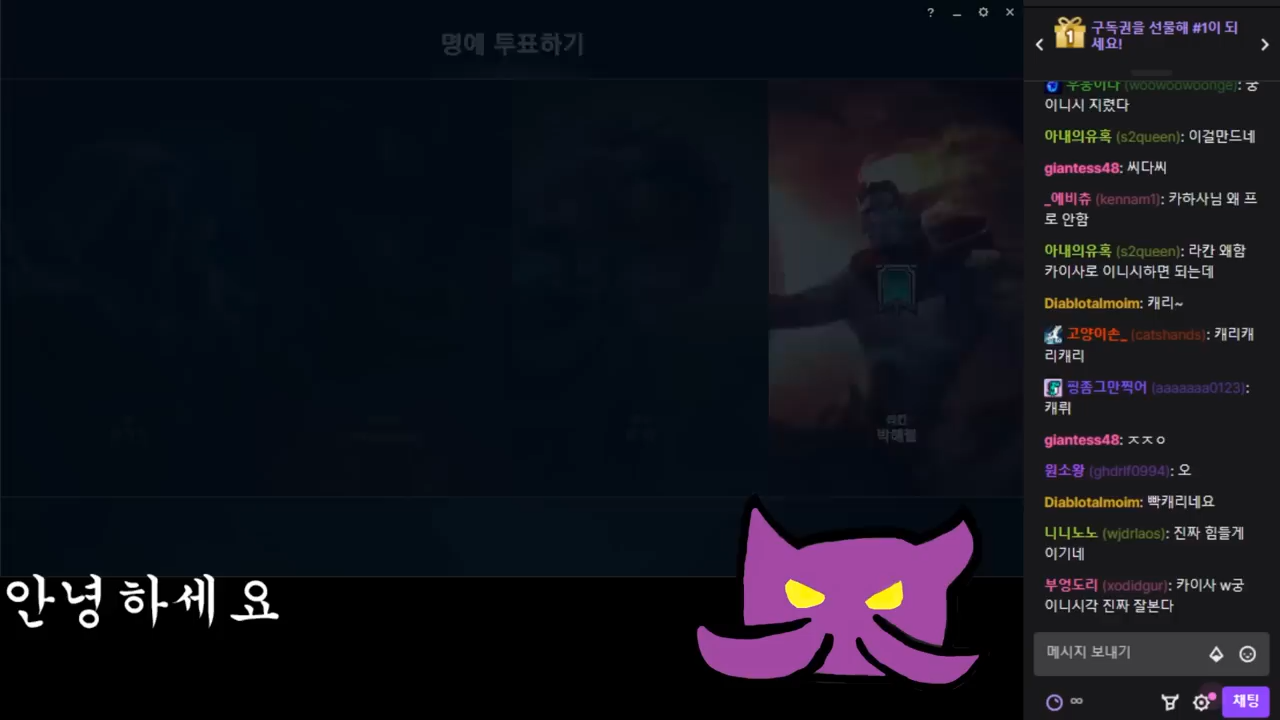 명예 투표하기
라칸
구독권을 선물해 #1이 되
세요!
1
우웅이다 (woowoowoonge): 궁
이니시 지렸다
아내의유혹 (s2queen): 이걸만드네
giantess48: 씨다씨
_에비츄 (kennam1): 카하사님 왜 프
로 안함
아내의유혹 (s2queen): 라칸 왜함
카이사로 이니시하면 되는데
Diablotalmoim: 캐리~
고양이손_ (catshands): 캐리캐
리캐리
핑좀그만찍어 (aaaaaaa0123):
캐뤼
giantess48: ㅈㅈㅇ
원소왕 (ghdrlf0994): 오
Diablotalmoim: 빡캐리네요
니니노노 (wjdrlaos): 진짜 힘들게
이기네
부엉도리 (xodidgur): 카이사 w궁
이니시각 진짜 잘본다
메시지 보내기
채팅
안녕하세요